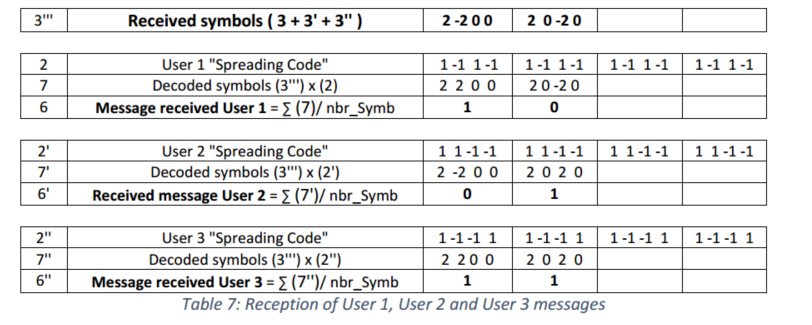 3''' Received symbols ( 3 + 3' + 3'' ) 2 -2 0 0 2 0 -2 0
2 User 1 "Spreading Code" 1 -1 1 -1 1 -1 1 -1 1 -1 1 -1 1 -1 1 -1
7 Decoded symbols (3''') x (2) 2 2 0 0 2 0 -2 0
6 Message received User 1 = ∑ (7)/ nbr_Symb 1 0
2' User 2 "Spreading Code" 1 1 -1 -1 1 1 -1 -1 1 1 -1 -1 1 1 -1 -1
7' Decoded symbols (3''') x (2') 2 -2 0 0 2 0 2 0
6' Received message User 2 = ∑ (7')/ nbr_Symb 0 1
2'' User 3 "Spreading Code" 1 -1 -1 1 1 -1 -1 1 1 -1 -1 1 1 -1 -1 1
7'' Decoded symbols (3''') x (2'') 2 2 0 0 2 0 2 0
6'' Message received User 3 = ∑ (7'')/ nbr_Symb 1 1
Table 7: Reception of User 1, User 2 and User 3 messages